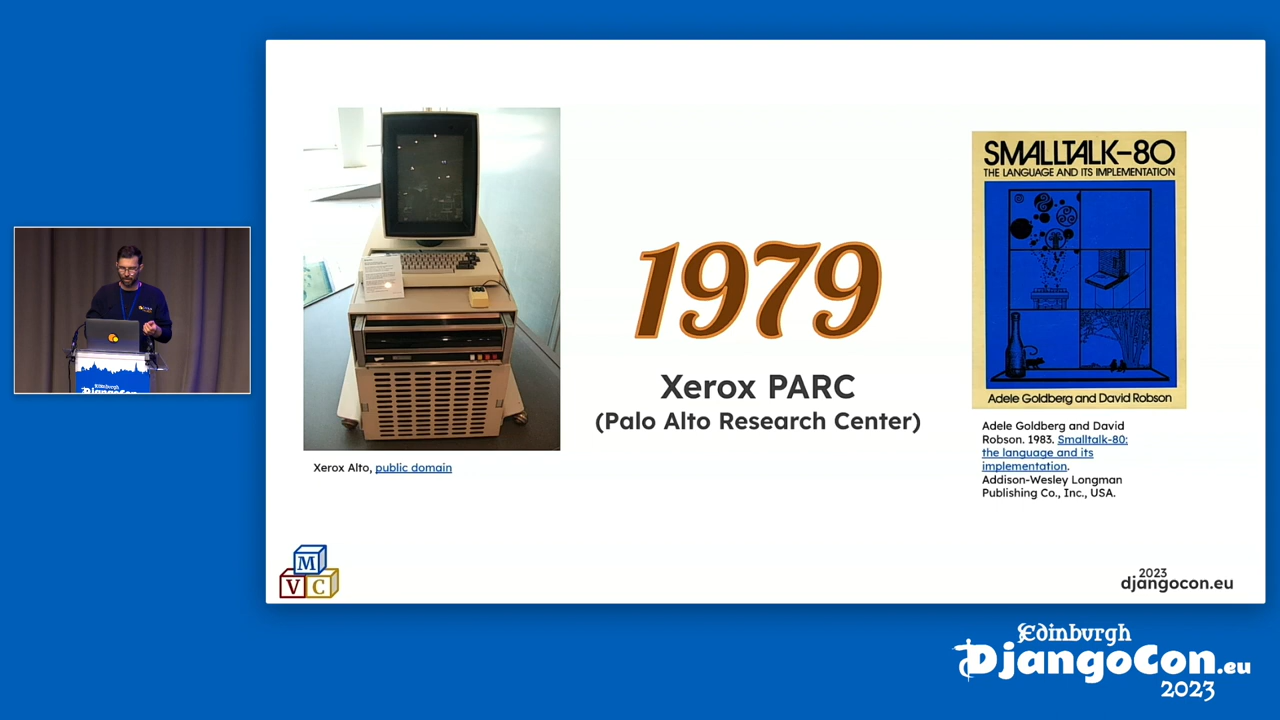 1979
Xerox PARC
(Palo Alto Research Center)
Xerox Alto, public domain
SMALLTALK-80
THE LANGUAGE AND ITS IMPLEMENTATION
Adele Goldberg and David Robson
Adele Goldberg and David
Robson. 1983. Smalltalk-80:
the language and its
implementation.
Addison-Wesley Longman
Publishing Co., Inc., USA.
M
V C
2023
djangocon.eu
Edinburgh
DjangoCon
Edinburgh
DjangoCon.eu
2023